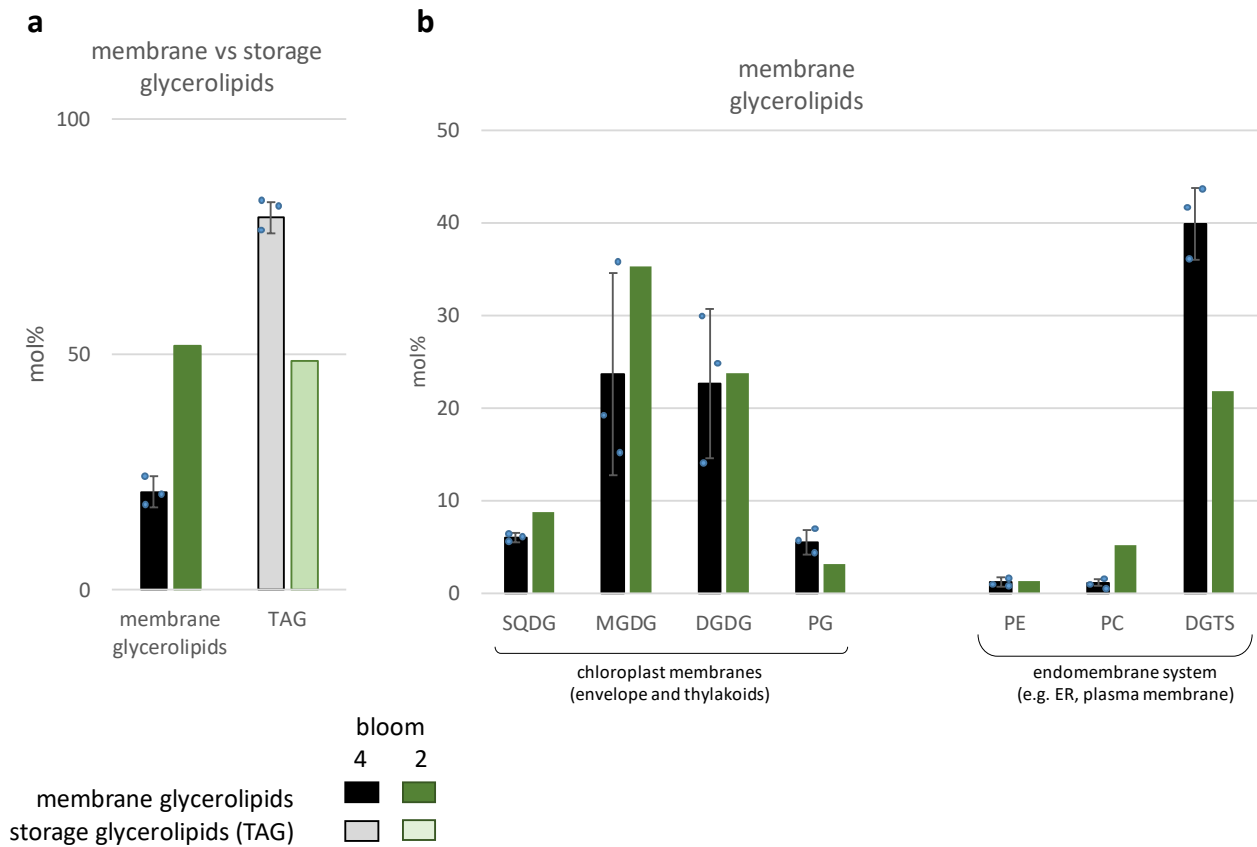 a
membrane vs storage
glycerolipids
100
50
0
mol%
membrane
glycerolipids
TAG
b
membrane
glycerolipids
50
40
30
20
10
0
mol%
SQDG MGDG DGDG PG PE PC DGTS
chloroplast membranes
(envelope and thylakoids)
endomembrane system
(e.g. ER, plasma membrane)
bloom
4 2
membrane glycerolipids
storage glycerolipids (TAG)